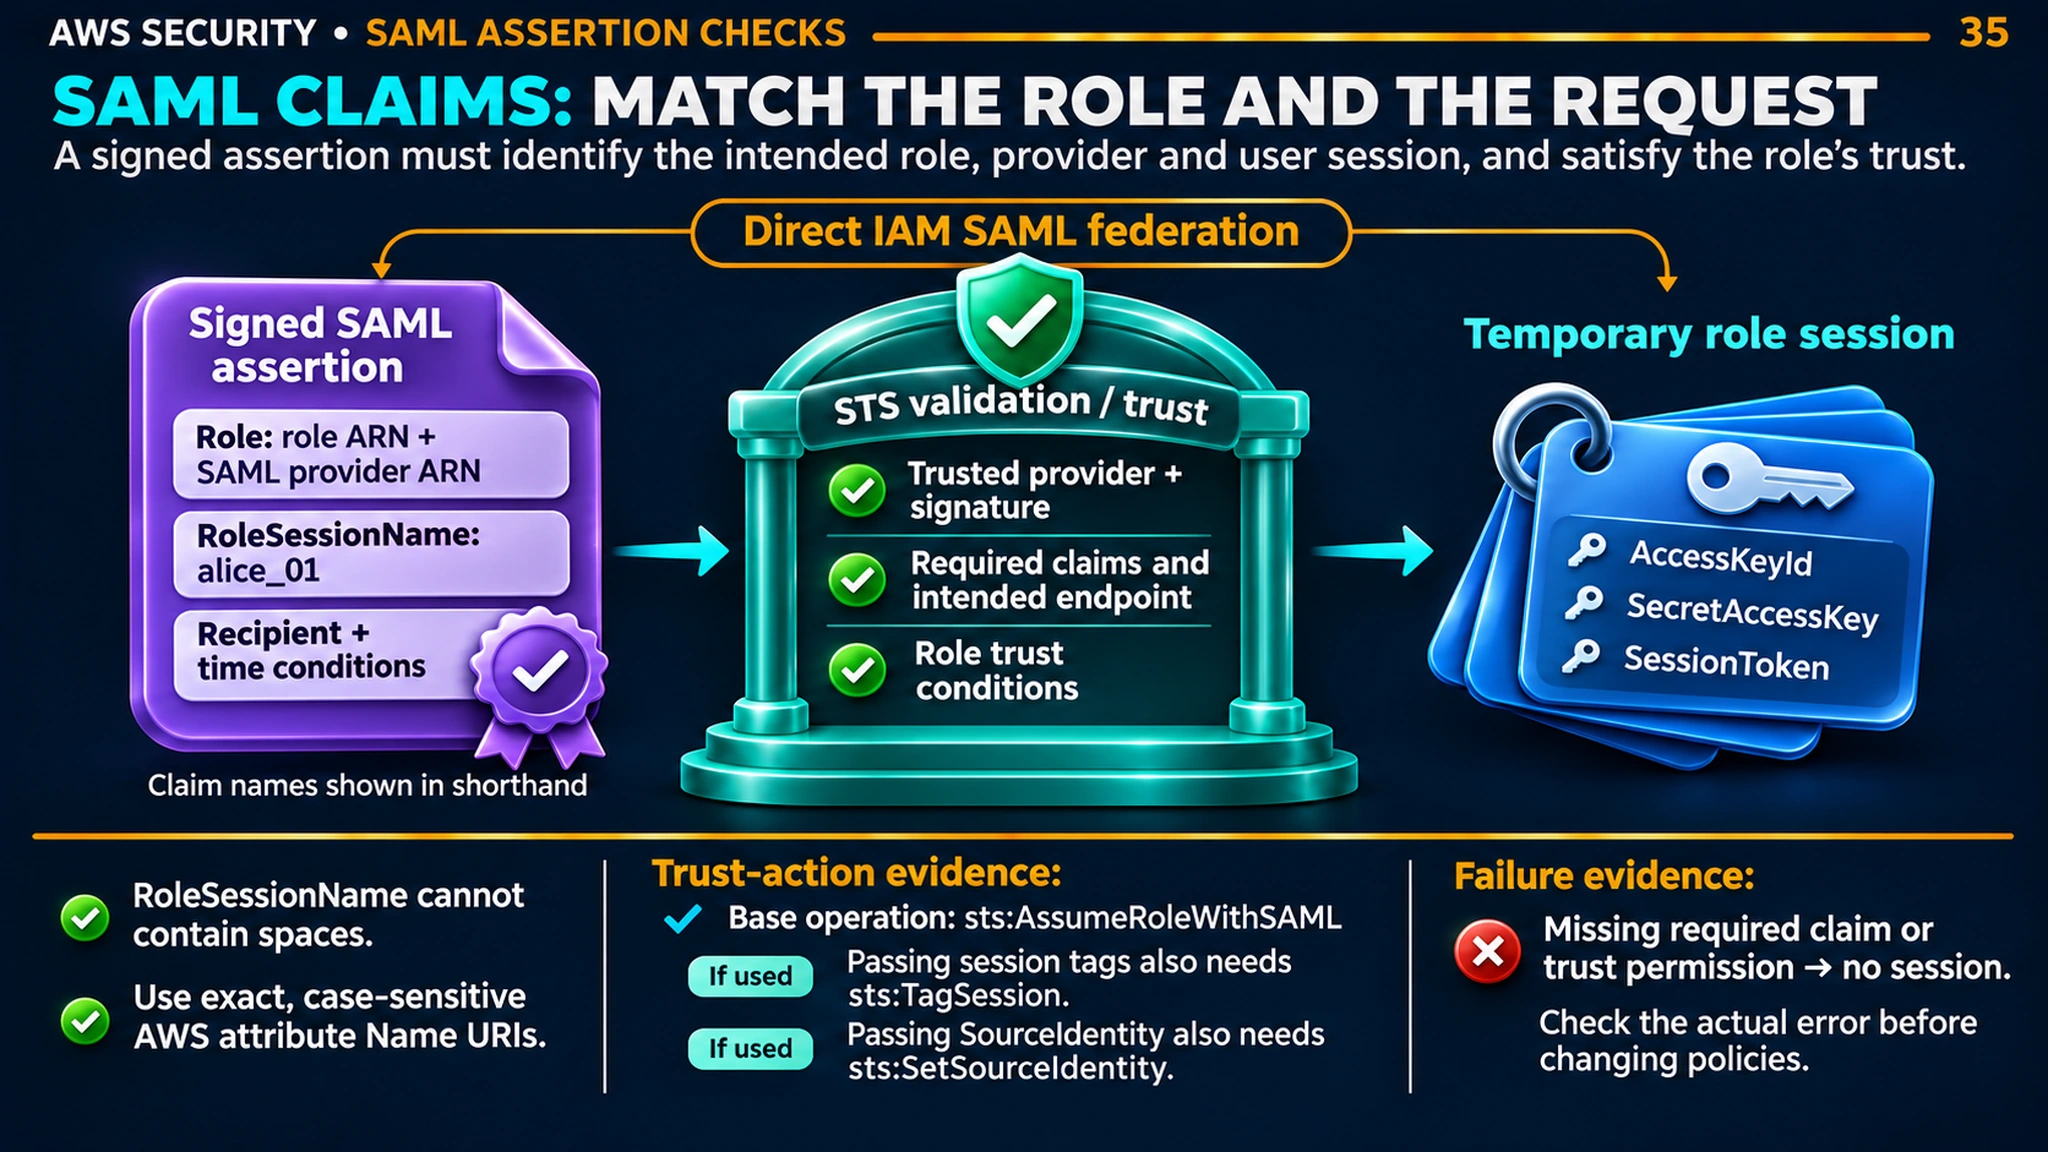 AWS SECURITY • SAML ASSERTION CHECKS
35
SAML CLAIMS: MATCH THE ROLE AND THE REQUEST
A signed assertion must identify the intended role, provider and user session, and satisfy the role's trust.
Direct IAM SAML federation
Signed SAML
assertion
Role: role ARN +
SAML provider ARN
RoleSessionName:
alice_01
Recipient +
time conditions
Claim names shown in shorthand
STS validation / trust
Trusted provider +
signature
Required claims and
intended endpoint
Role trust
conditions
Temporary role session
AccessKeyId
SecretAccessKey
SessionToken
RoleSessionName cannot
contain spaces.
Use exact, case-sensitive
AWS attribute Name URIs.
Trust-action evidence:
Base operation: sts:AssumeRoleWithSAML
If used
Passing session tags also needs
sts:TagSession.
If used
Passing SourceIdentity also needs
sts:SetSourceIdentity.
Failure evidence:
Missing required claim or
trust permission → no session.
Check the actual error before
changing policies.